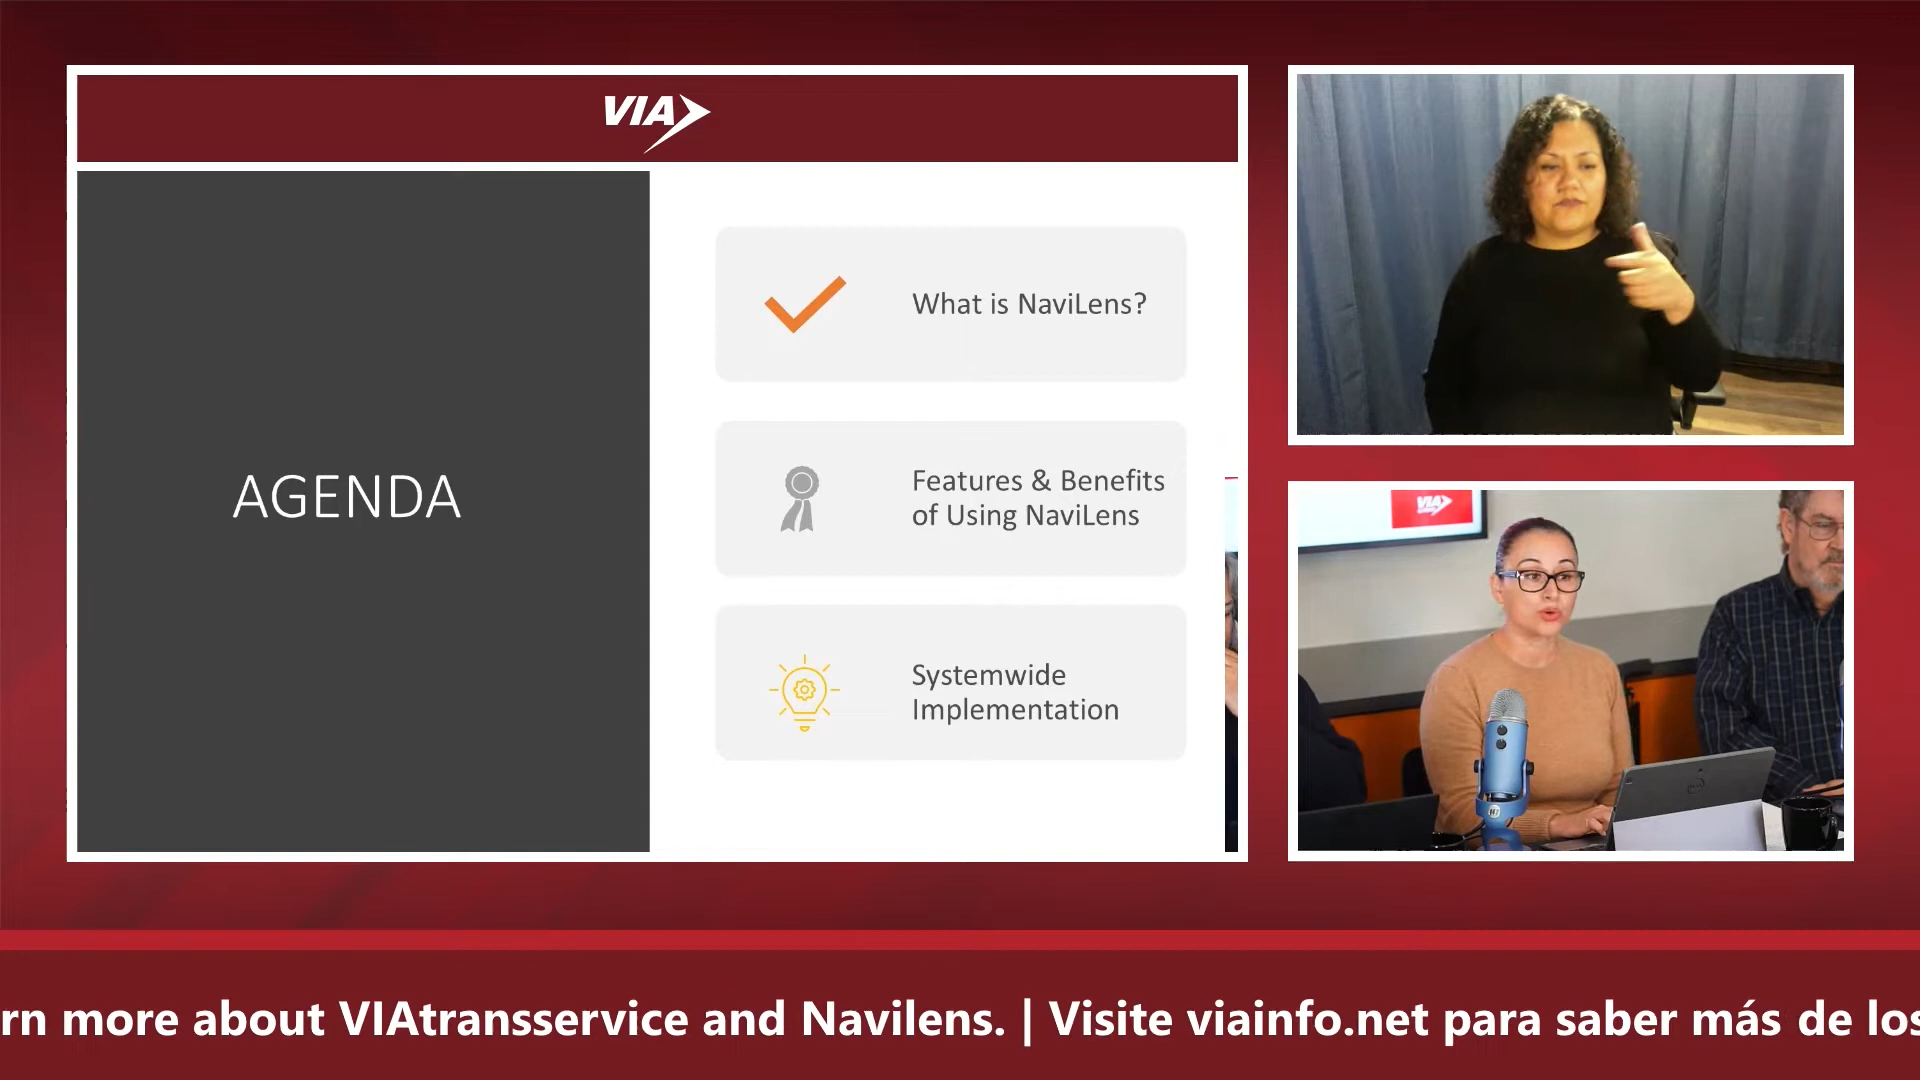 VIA
AGENDA
What is NaviLens?
Features & Benefits
of Using NaviLens
Systemwide
Implementation
VIA
rn more about VIAtransservice and Navilens. | Visite viainfo.net para saber más de los